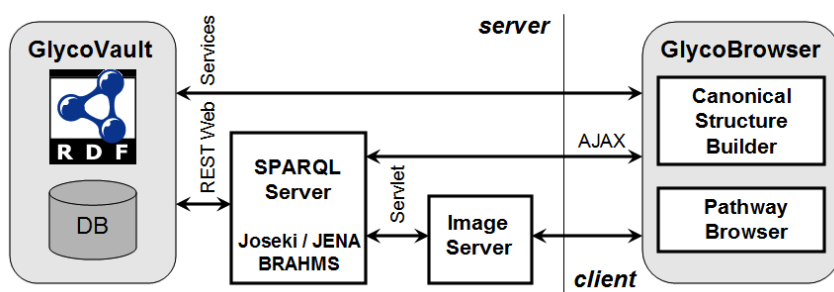 GlycoVault
RDF
DB
REST Web Services
SPARQL
Server
Joseki / JENA
BRAHMS
Servlet
Image
Server
server
client
AJAX
GlycoBrowser
Canonical
Structure
Builder
Pathway
Browser